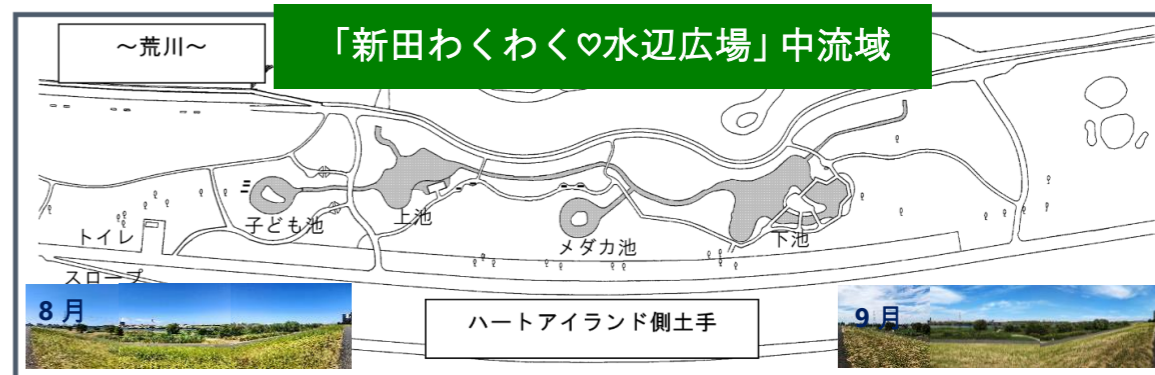 ～荒川～
「新田わくわく♡水辺広場」中流域
子ども池
上池
トイレ
メダカ池
下池
スロープ
8月
ハートアイランド側土手
9月